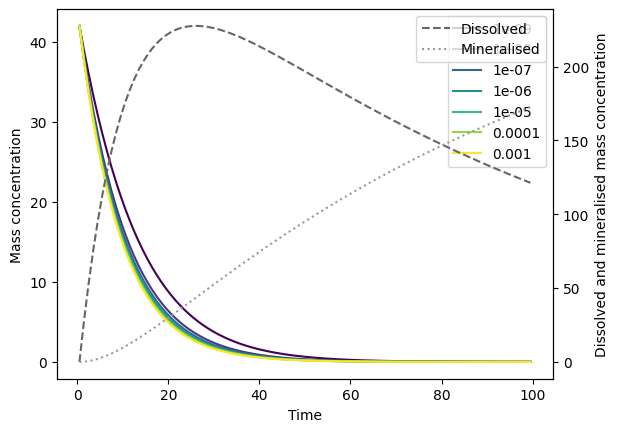 Mass concentration
40
30
20
10
0
0
20
40
60
80
100
Time
200
150
100
50
0
Dissolved and mineralised mass concentration
Dissolved
Mineralised
1e-07
1e-06
1e-05
0.0001
0.001